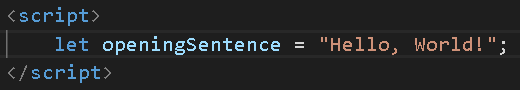 <script>
let openingSentence = "Hello, World!";
</script>